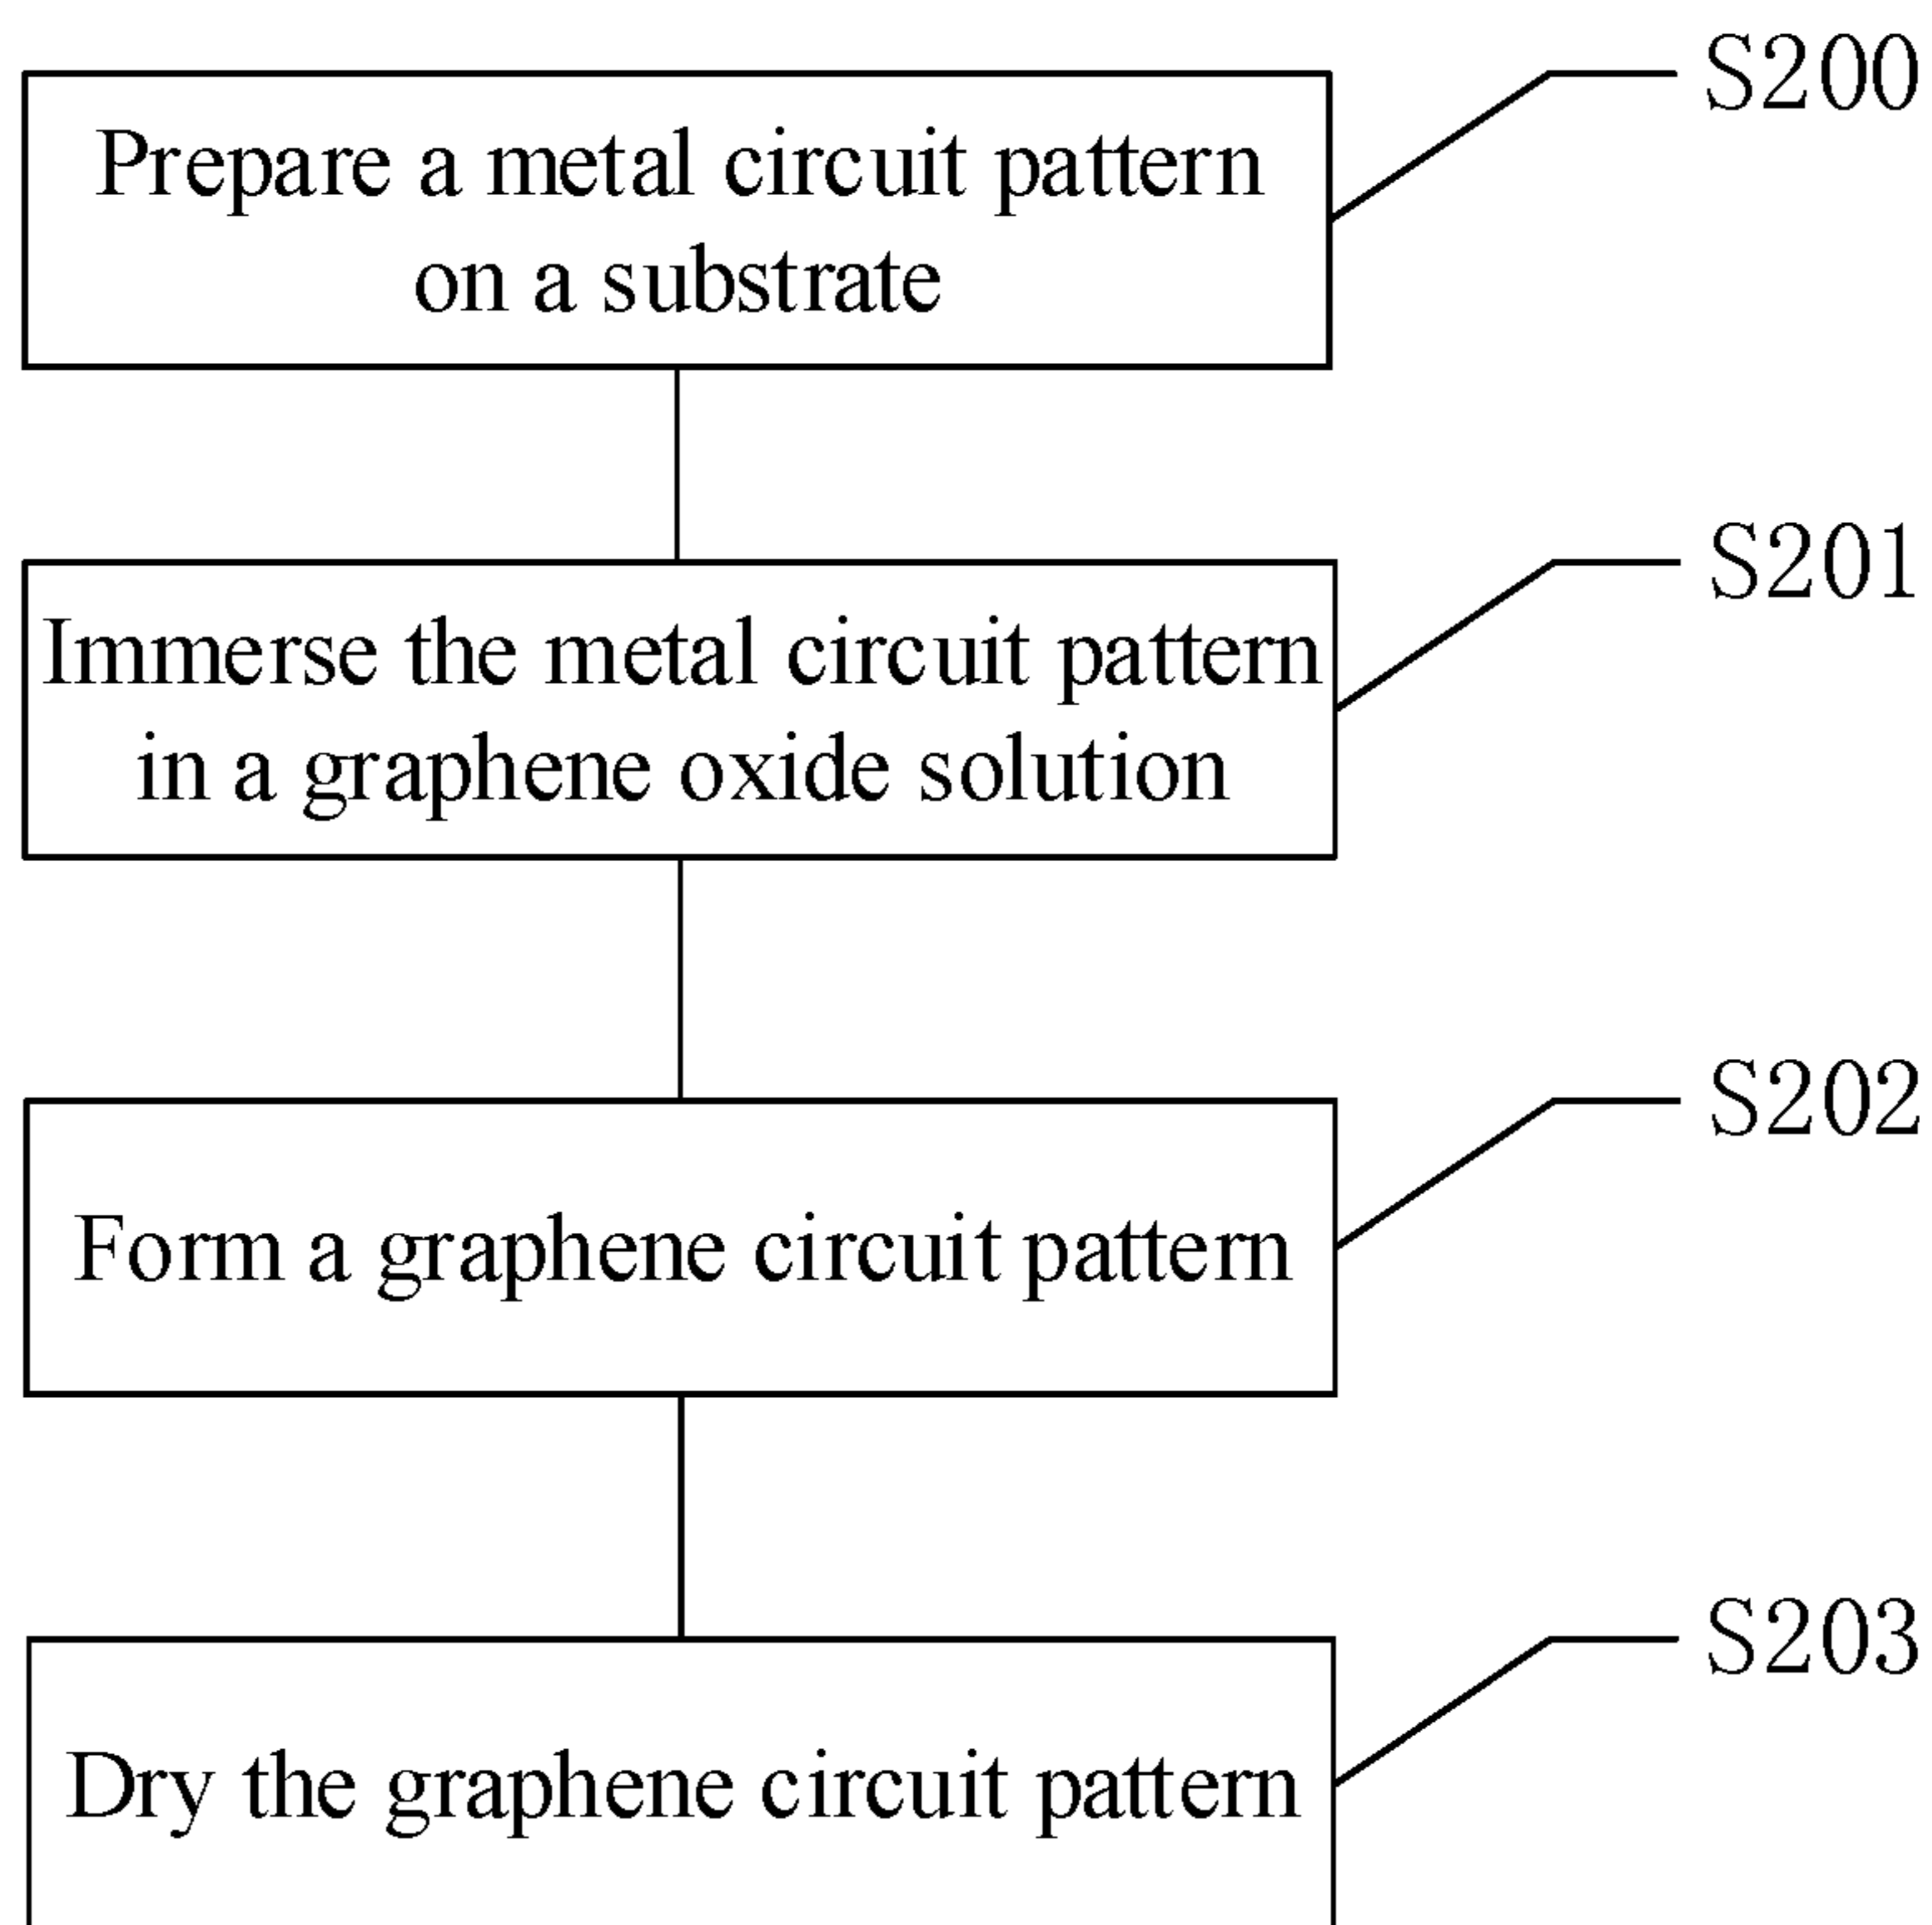 S200
Prepare a metal circuit pattern
on a substrate
S201
Immerse the metal circuit pattern
in a graphene oxide solution
S202
Form a graphene circuit pattern
S203
Dry the graphene circuit pattern